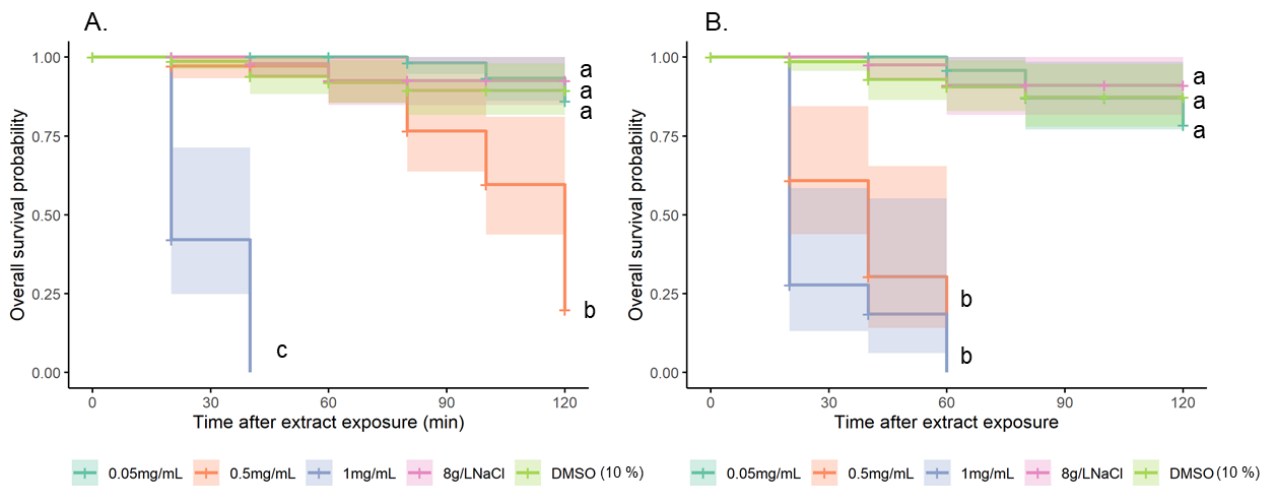 A.
Overall survival probability
1.00
0.75
0.50
0.25
0.00
a
a
a
b
c
0 30 60 90 120
Time after extract exposure (min)
0.05mg/mL 0.5mg/mL 1mg/mL 8g/LNaCl DMSO (10 %)
B.
Overall survival probability
1.00
0.75
0.50
0.25
0.00
a
a
a
b
b
0 30 60 90 120
Time after extract exposure
0.05mg/mL 0.5mg/mL 1mg/mL 8g/LNaCl DMSO (10 %)